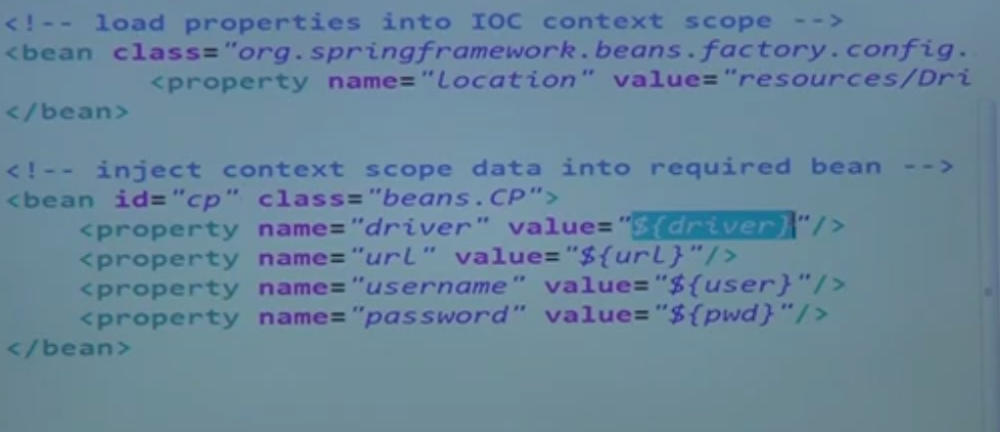 <!-- load properties into IOC context scope -->
<bean class="org.springframework.beans.factory.config.
<property name="location" value="resources/Dri
</bean>
<!-- inject context scope data into required bean -->
<bean id="cp" class="beans.CP">
<property name="driver" value="${driver}"/>
<property name="url" value="${url}"/>
<property name="username" value="${user}"/>
<property name="password" value="${pwd}"/>
</bean>